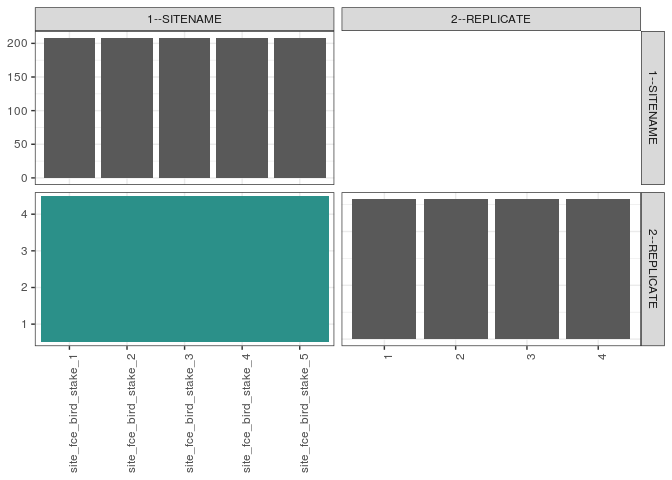 1--SITENAME
2--REPLICATE
200
150
100
50
0
1--SITENAME
4
3
2
1
2--REPLICATE
site_fce_bird_stake_1
site_fce_bird_stake_2
site_fce_bird_stake_3
site_fce_bird_stake_4
site_fce_bird_stake_5
1
2
3
4